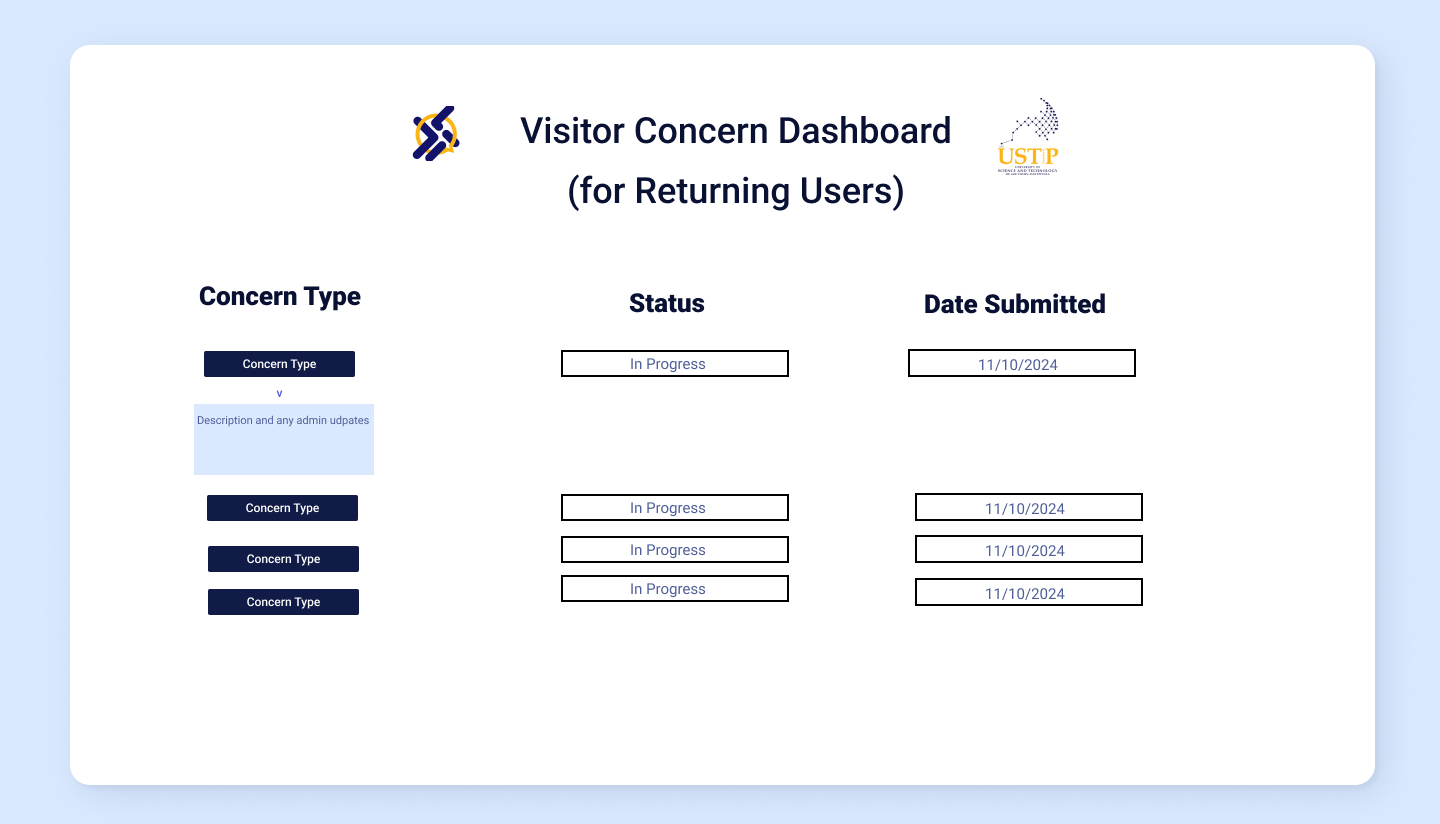 Visitor Concern Dashboard
(for Returning Users)
USTP
UNIVERSITY OF
SCIENCE AND TECHNOLOGY
Concern Type Status Date Submitted
Concern Type In Progress 11/10/2024
v
Description and any admin udpates
Concern Type In Progress 11/10/2024
Concern Type In Progress 11/10/2024
Concern Type In Progress 11/10/2024